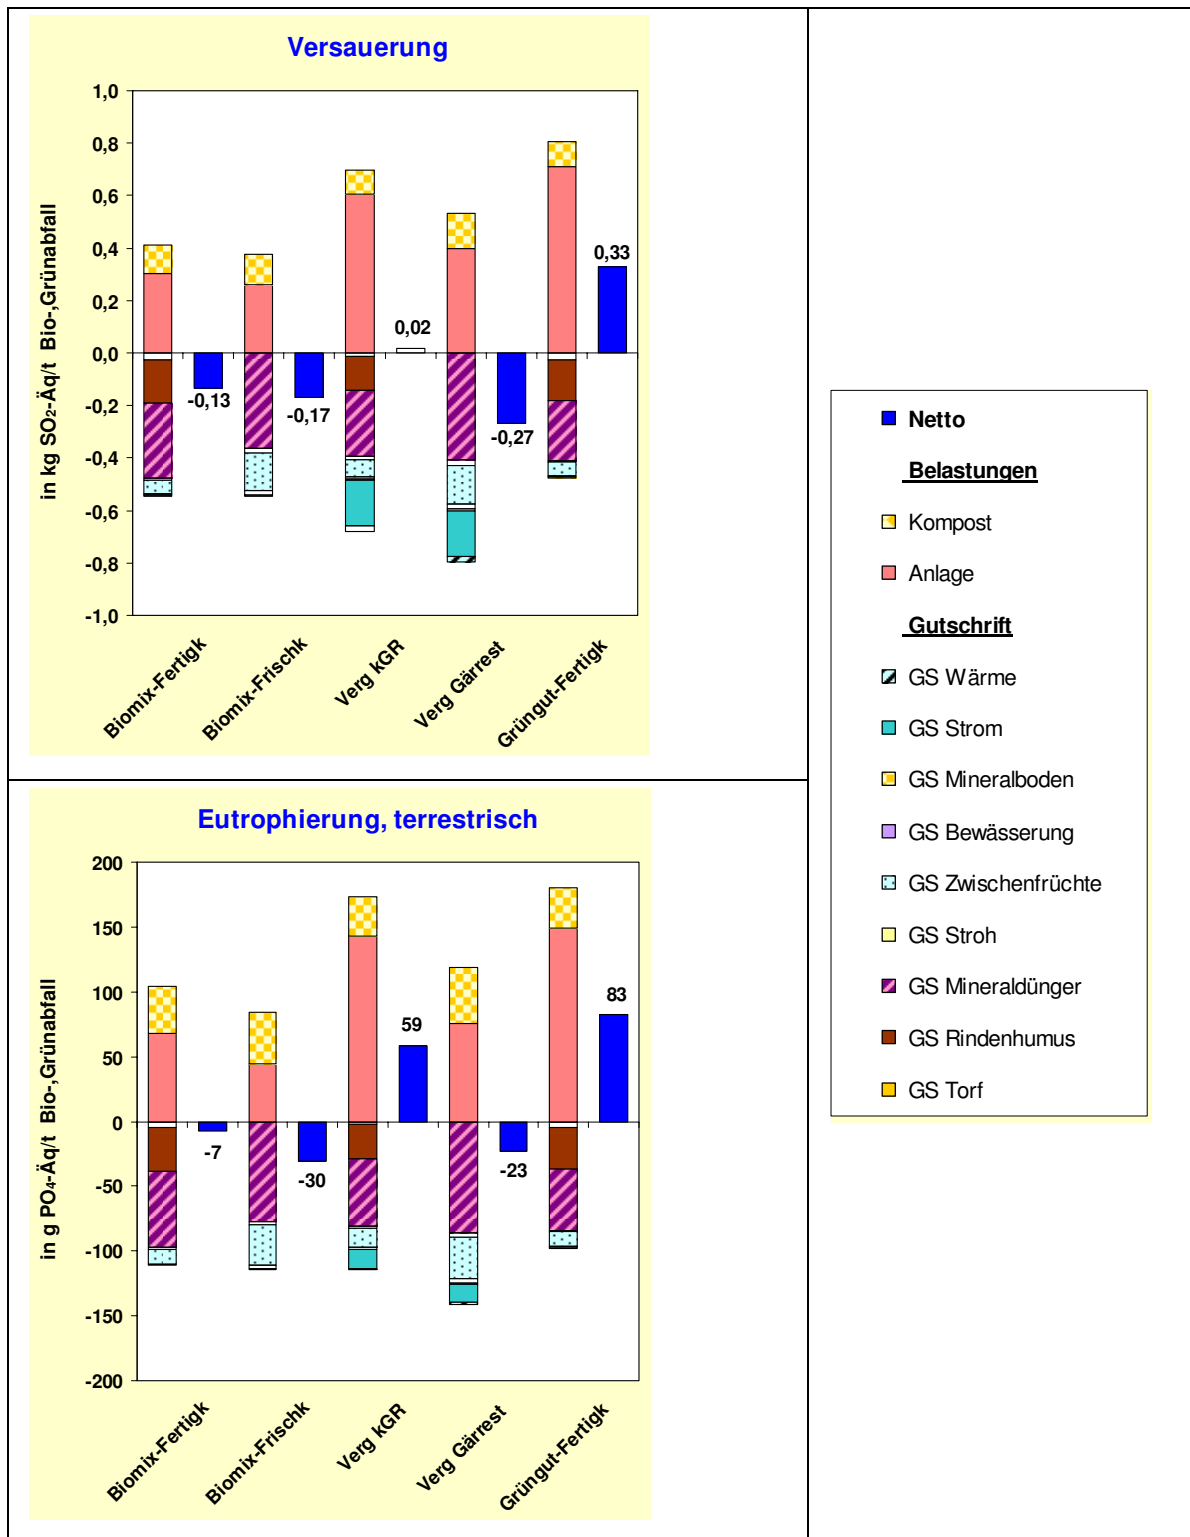 Versauerung
in kg SO₂-Äq/t Bio-,Grünabfall
1,0
0,8
0,6
0,4
0,2
0,0
-0,2
-0,4
-0,6
-0,8
-1,0
-0,13
-0,17
0,02
-0,27
0,33
Biomix-Fertigk
Biomix-Frischk
Verg kGR
Verg Gärrest
Grüngut-Fertigk
Eutrophierung, terrestrisch
in g PO₄-Äq/t Bio-,Grünabfall
200
150
100
50
0
-50
-100
-150
-200
-7
-30
59
-23
83
Biomix-Fertigk
Biomix-Frischk
Verg kGR
Verg Gärrest
Grüngut-Fertigk
Netto
Belastungen
Kompost
Anlage
Gutschrift
GS Wärme
GS Strom
GS Mineralboden
GS Bewässerung
GS Zwischenfrüchte
GS Stroh
GS Mineraldünger
GS Rindenhumus
GS Torf